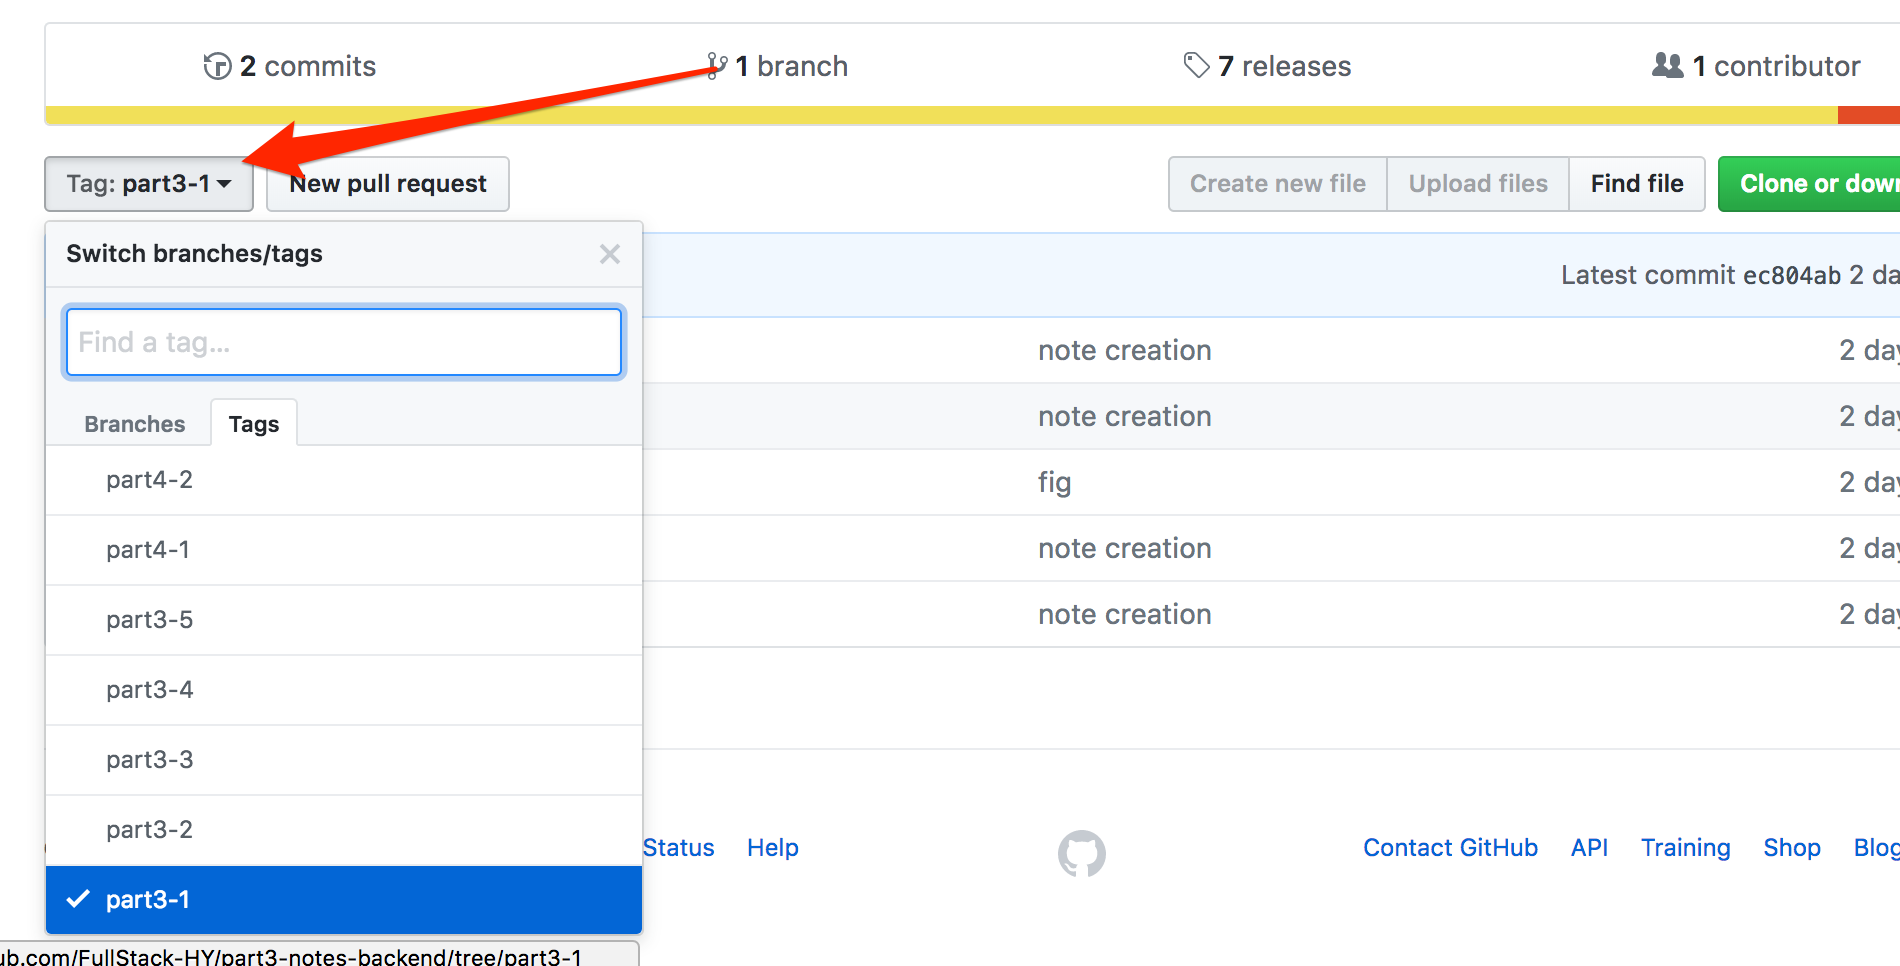 2 commits
1 branch
7 releases
1 contributor
Tag: part3-1
New pull request
Create new file
Upload files
Find file
Clone or down
Switch branches/tags
Find a tag...
Branches
Tags
part4-2
part4-1
part3-5
part3-4
part3-3
part3-2
part3-1
Latest commit ec804ab 2 da
note creation 2 day
note creation 2 day
fig 2 day
note creation 2 day
note creation 2 day
Status
Help
Contact GitHub
API
Training
Shop
Blog
ub.com/FullStack-HY/part3-notes-backend/tree/part3-1